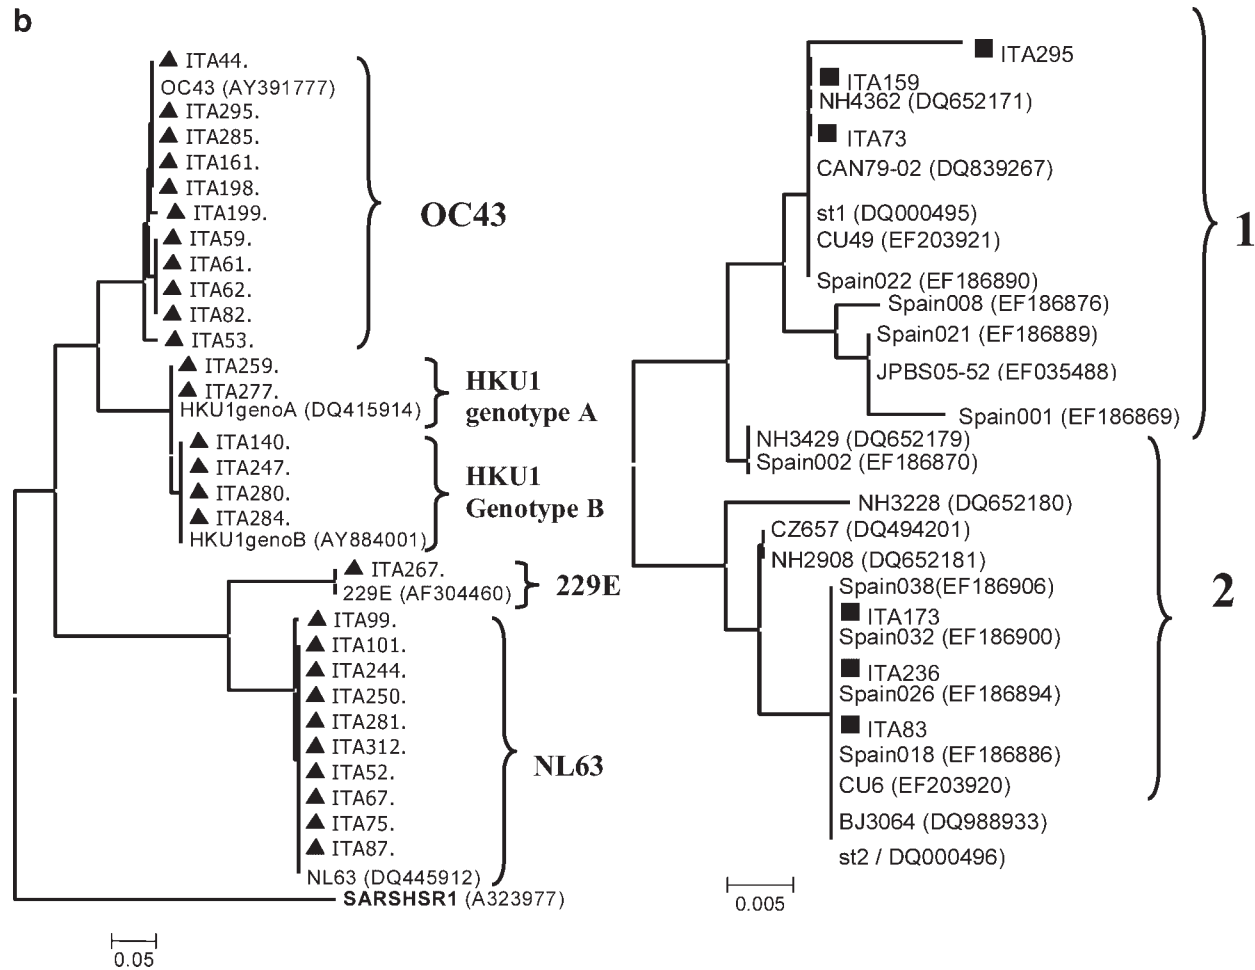 b
ITA44.
OC43 (AY391777)
ITA295.
ITA285.
ITA161.
ITA198.
ITA199.
ITA59.
ITA61.
ITA62.
ITA82.
ITA53.
OC43
ITA259.
ITA277.
HKU1genoA (DQ415914)
HKU1
genotype A
ITA140.
ITA247.
ITA280.
ITA284.
HKU1genoB (AY884001)
HKU1
Genotype B
ITA267.
229E (AF304460)
229E
ITA99.
ITA101.
ITA244.
ITA250.
ITA281.
ITA312.
ITA52.
ITA67.
ITA75.
ITA87.
NL63 (DQ445912)
NL63
SARSHSR1 (A323977)
0.05
ITA295
ITA159
NH4362 (DQ652171)
ITA73
CAN79-02 (DQ839267)
st1 (DQ000495)
CU49 (EF203921)
Spain022 (EF186890)
Spain008 (EF186876)
Spain021 (EF186889)
JPBS05-52 (EF035488)
Spain001 (EF186869)
1
NH3429 (DQ652179)
Spain002 (EF186870)
NH3228 (DQ652180)
CZ657 (DQ494201)
NH2908 (DQ652181)
Spain038(EF186906)
ITA173
Spain032 (EF186900)
ITA236
Spain026 (EF186894)
ITA83
Spain018 (EF186886)
CU6 (EF203920)
BJ3064 (DQ988933)
st2 / DQ000496)
2
0.005